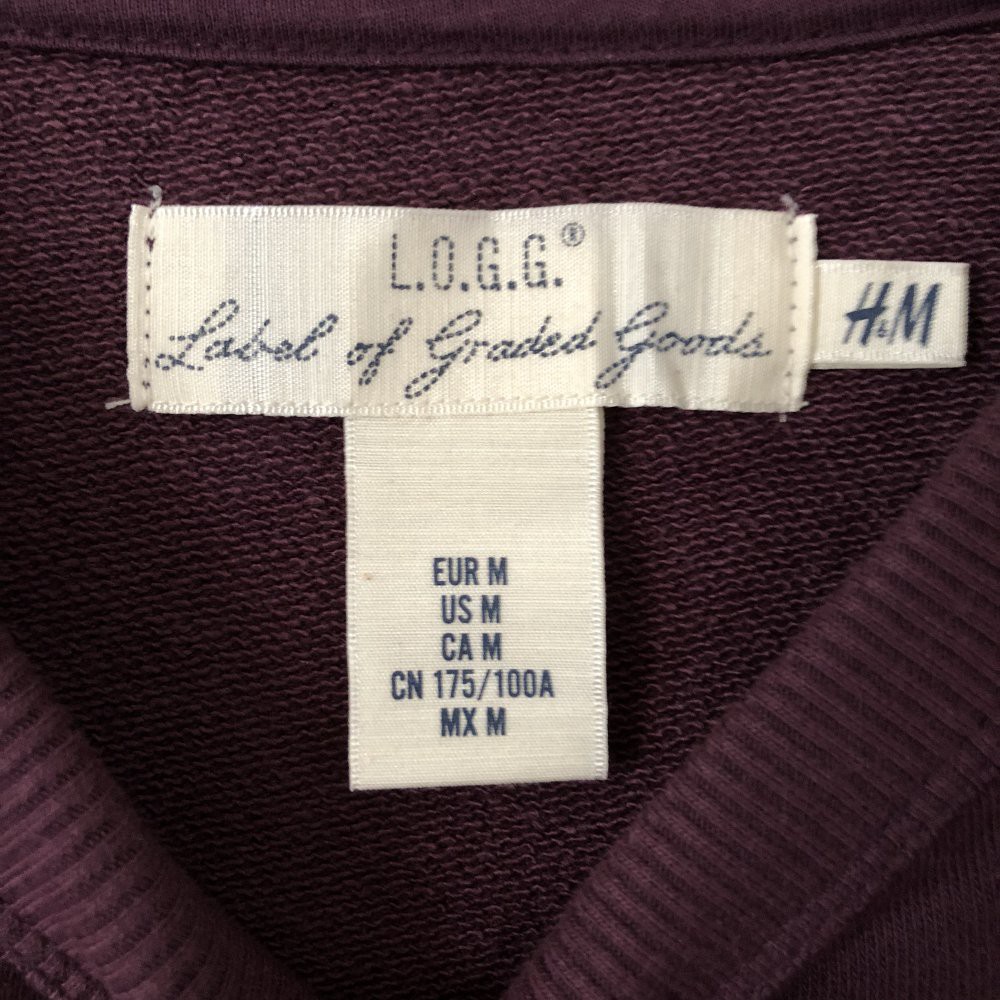 L.O.G.G.®
Label of Graded Goods
H&M
EUR M
US M
CA M
CN 175/100A
MX M